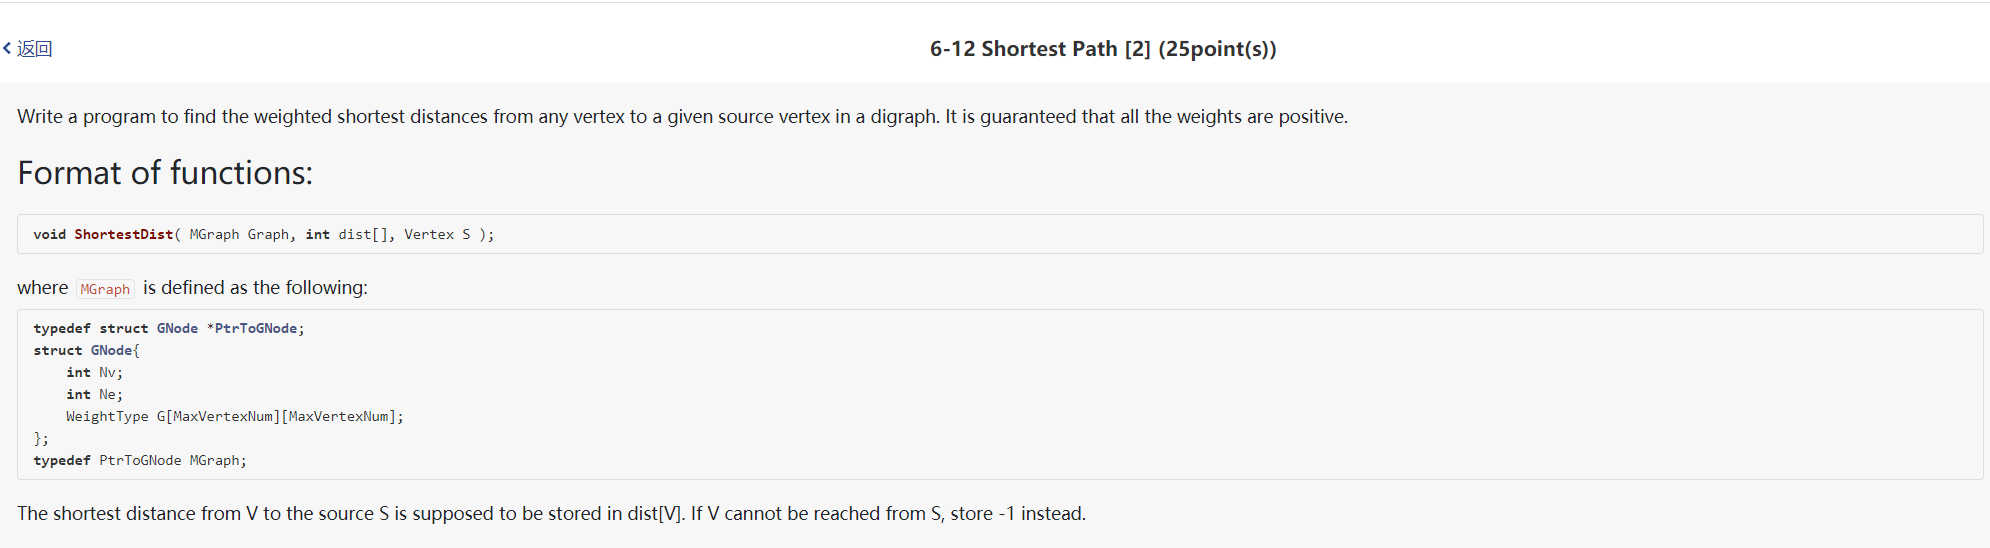 返回
6-12 Shortest Path [2] (25point(s))
Write a program to find the weighted shortest distances from any vertex to a given source vertex in a digraph. It is guaranteed that all the weights are positive.
Format of functions:
void ShortestDist( MGraph Graph, int dist[], Vertex S );
where MGraph is defined as the following:
typedef struct GNode *PtrToGNode;
struct GNode{
    int Nv;
    int Ne;
    WeightType G[MaxVertexNum][MaxVertexNum];
};
typedef PtrToGNode MGraph;
The shortest distance from V to the source S is supposed to be stored in dist[V]. If V cannot be reached from S, store -1 instead.